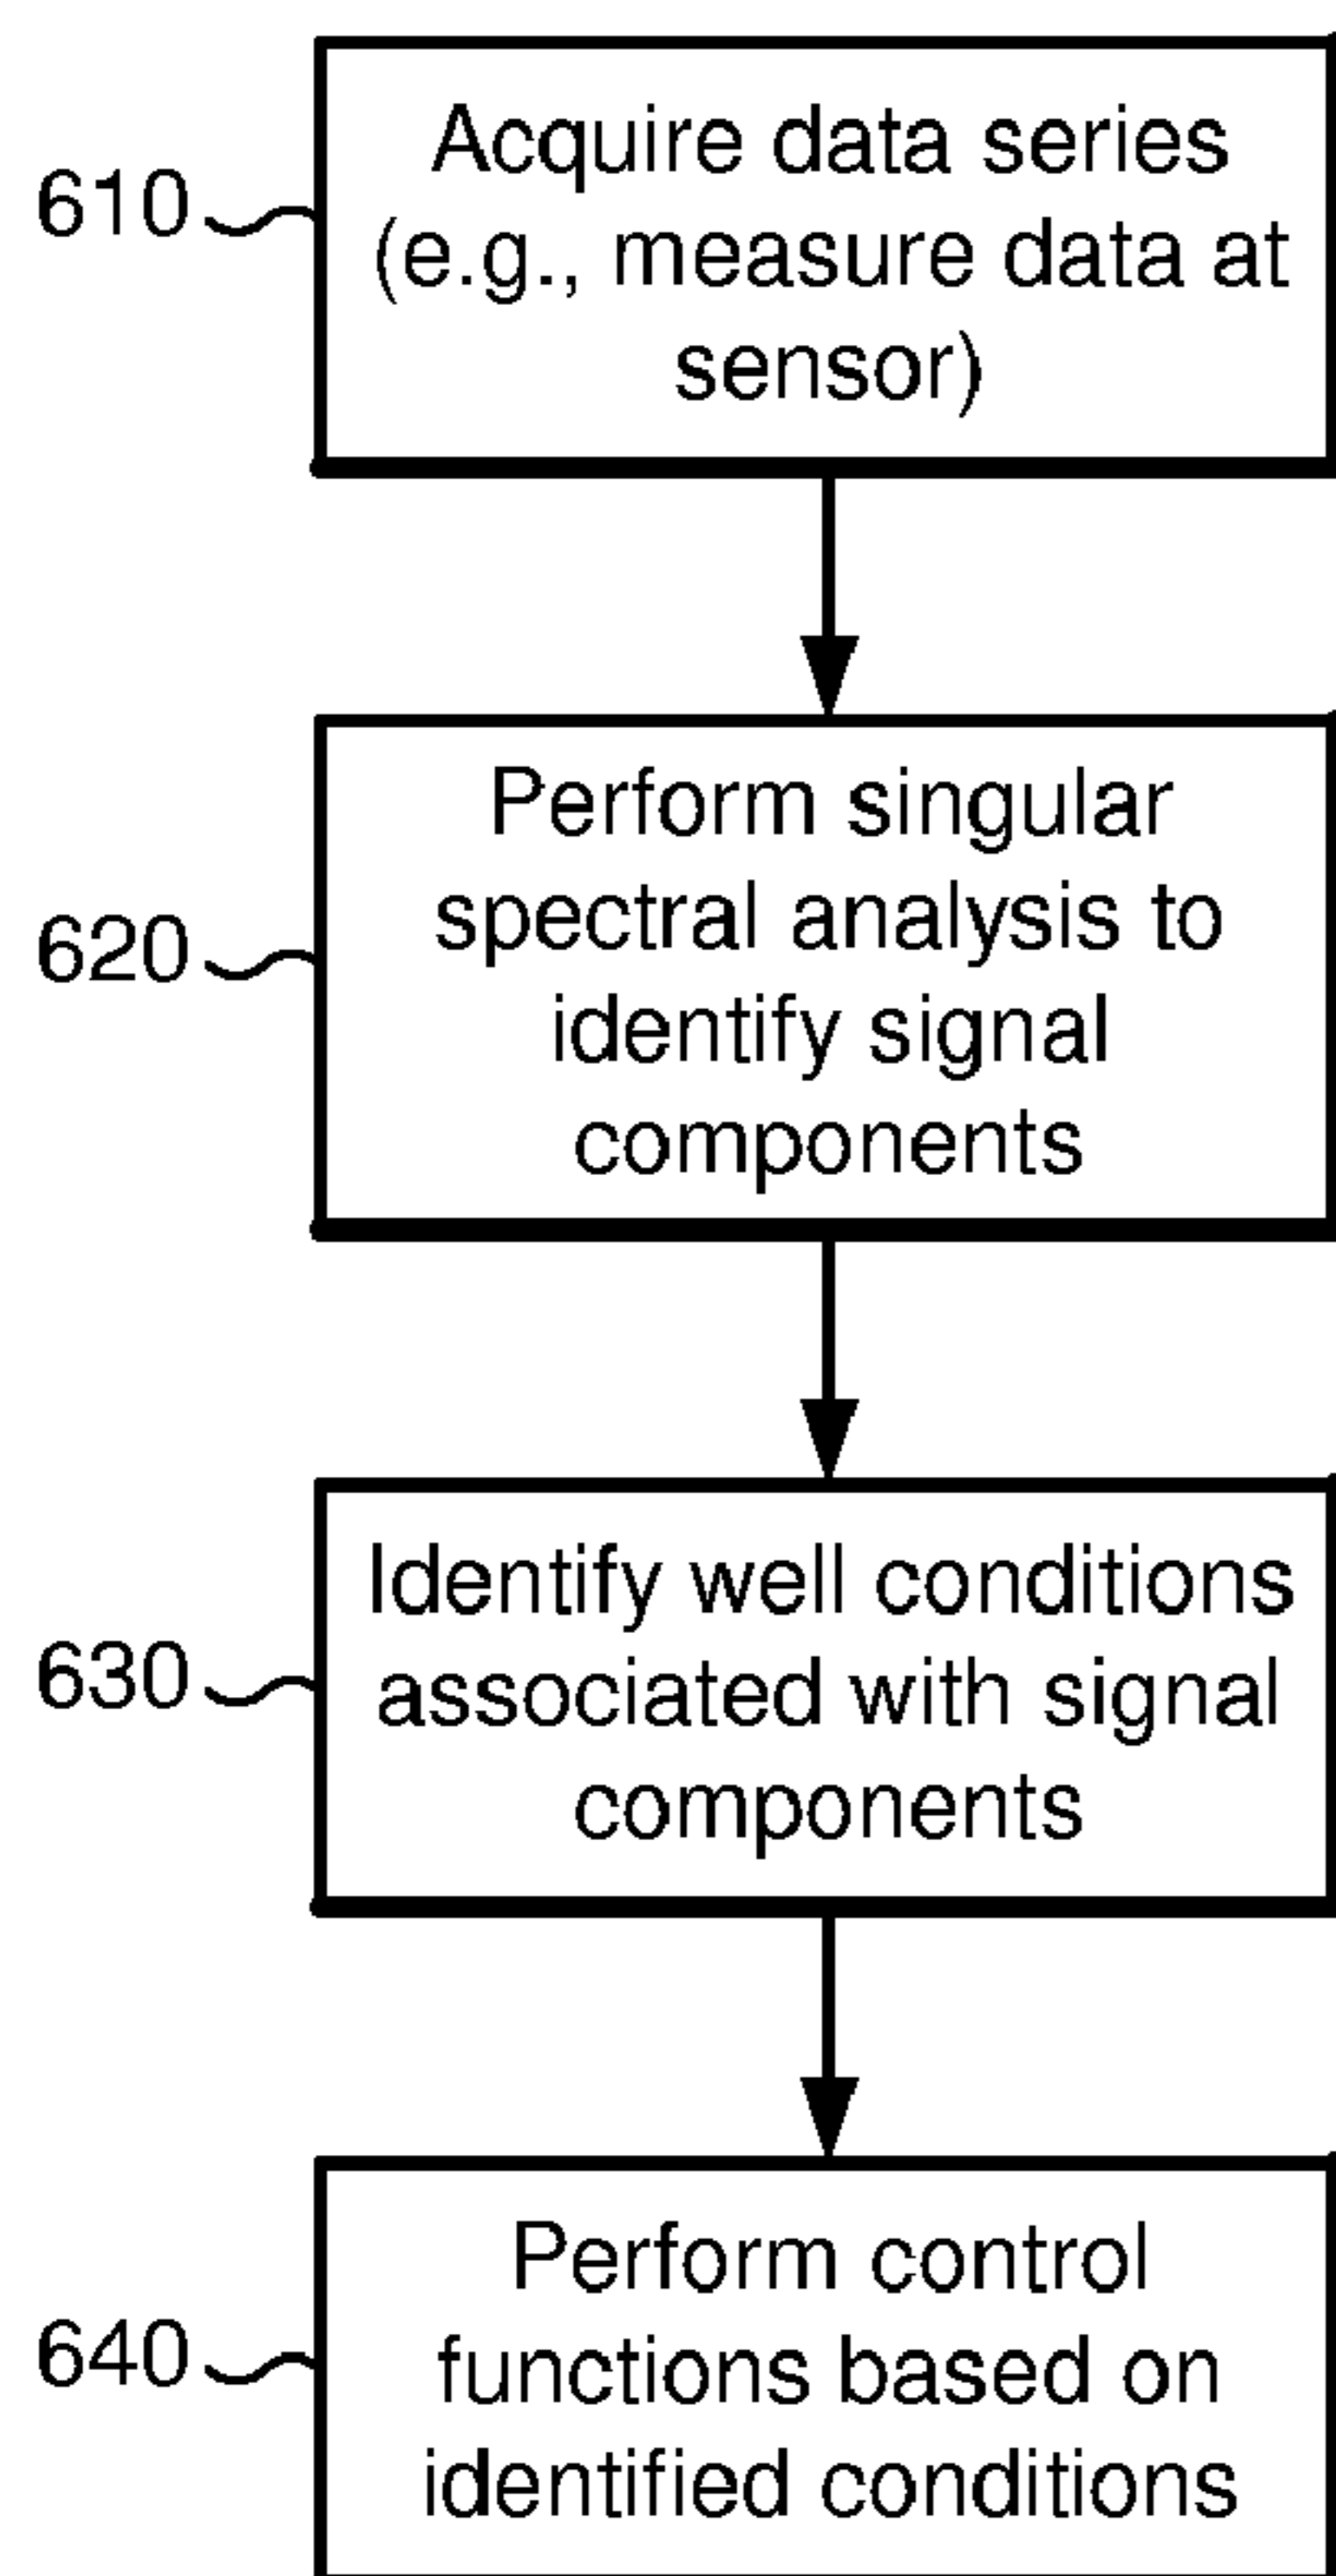 610
Acquire data series
(e.g., measure data at
sensor)
620
Perform singular
spectral analysis to
identify signal
components
630
Identify well conditions
associated with signal
components
640
Perform control
functions based on
identified conditions